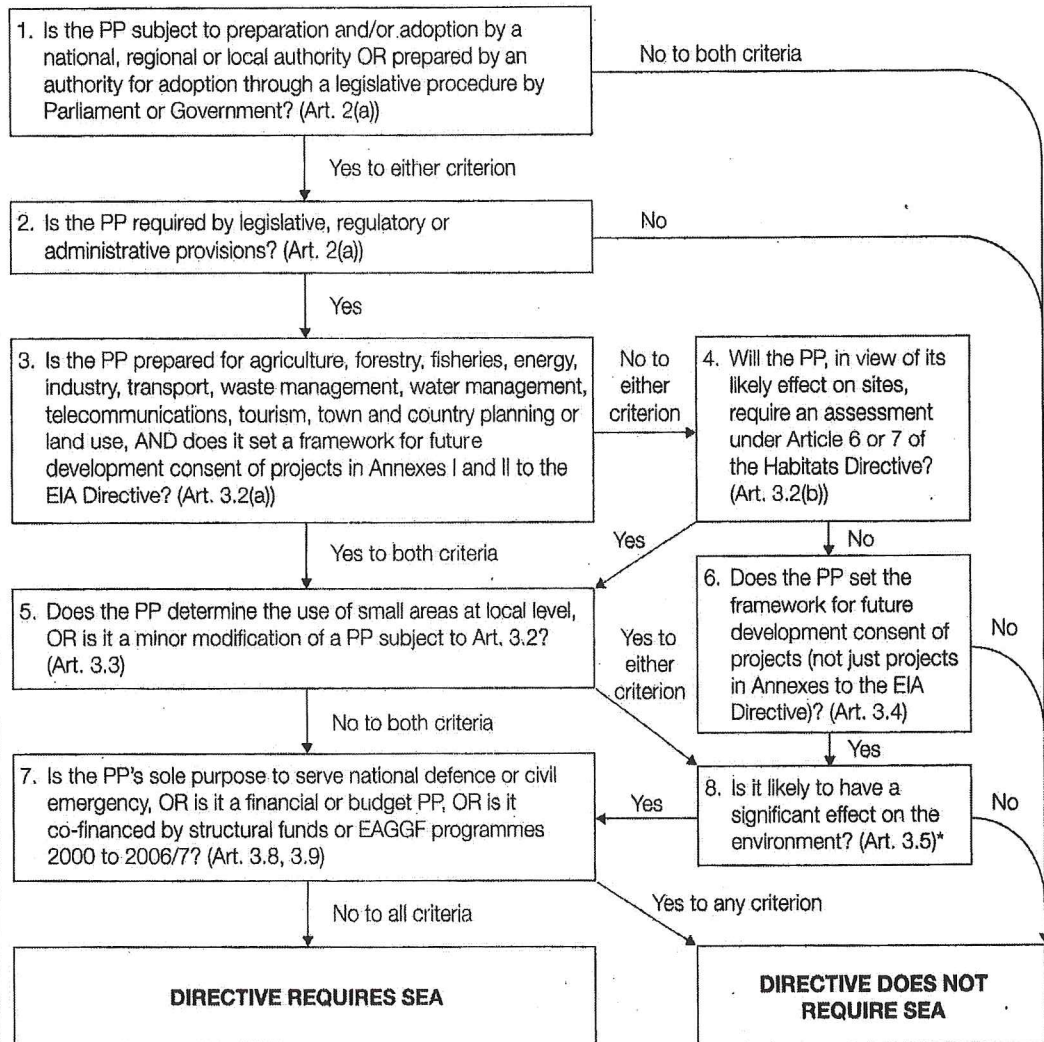 1. Is the PP subject to preparation and/or adoption by a
national, regional or local authority OR prepared by an
authority for adoption through a legislative procedure by
Parliament or Government? (Art. 2(a))
No to both criteria
Yes to either criterion
2. Is the PP required by legislative, regulatory or
administrative provisions? (Art. 2(a))
No
Yes
3. Is the PP prepared for agriculture, forestry, fisheries, energy,
industry, transport, waste management, water management,
telecommunications, tourism, town and country planning or
land use, AND does it set a framework for future
development consent of projects in Annexes I and II to the
EIA Directive? (Art. 3.2(a))
No to
either
criterion
4. Will the PP, in view of its
likely effect on sites,
require an assessment
under Article 6 or 7 of
the Habitats Directive?
(Art. 3.2(b))
Yes to both criteria
Yes
No
5. Does the PP determine the use of small areas at local level,
OR is it a minor modification of a PP subject to Art. 3.2?
(Art. 3.3)
Yes to
either
criterion
6. Does the PP set the
framework for future
development consent of
projects (not just projects
in Annexes to the EIA
Directive)? (Art. 3.4)
No
No to both criteria
Yes
7. Is the PP's sole purpose to serve national defence or civil
emergency, OR is it a financial or budget PP, OR is it
co-financed by structural funds or EAGGF programmes
2000 to 2006/7? (Art. 3.8, 3.9)
Yes
8. Is it likely to have a
significant effect on the
environment? (Art. 3.5)*
No
No to all criteria
Yes to any criterion
DIRECTIVE REQUIRES SEA
DIRECTIVE DOES NOT
REQUIRE SEA